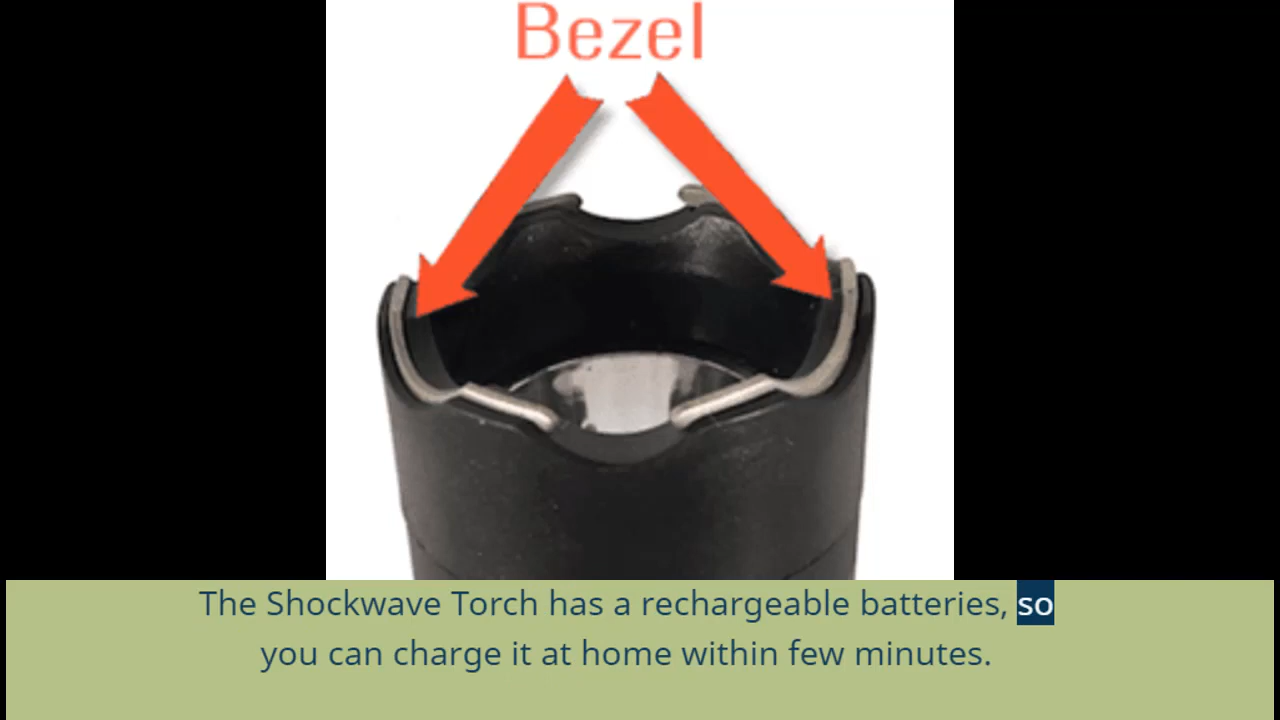 Bezel
The Shockwave Torch has a rechargeable batteries, so
you can charge it at home within few minutes.